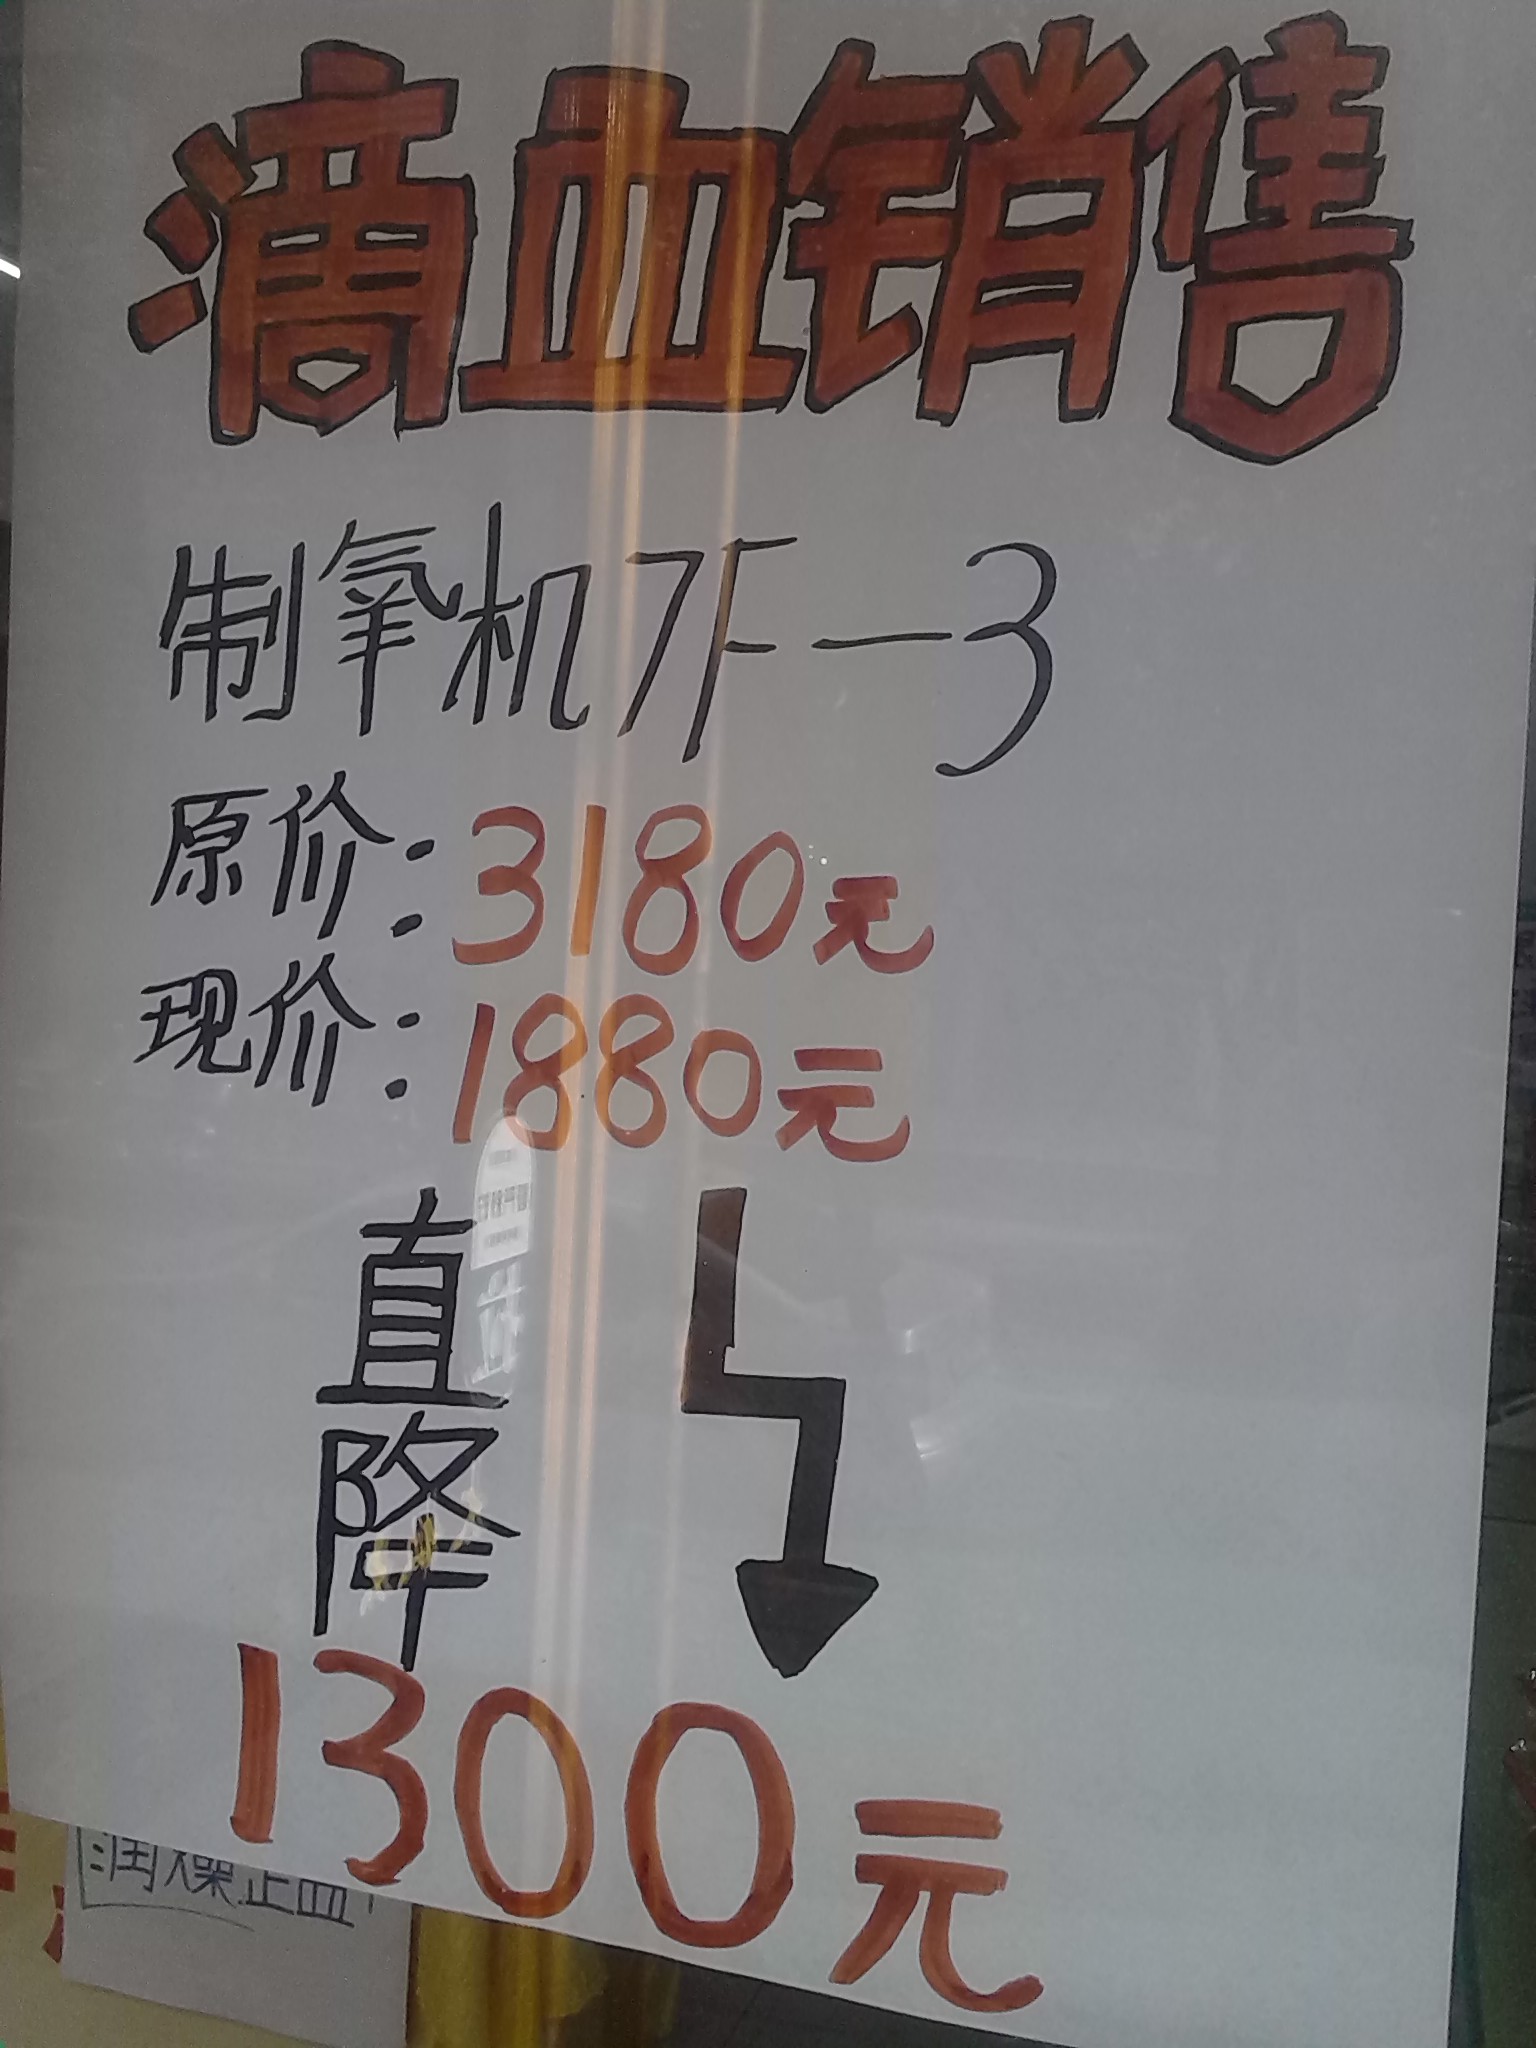 滴血销售
制氧机7F-3
原价:3180元
现价:1880元
直降
1300元
润燥止血